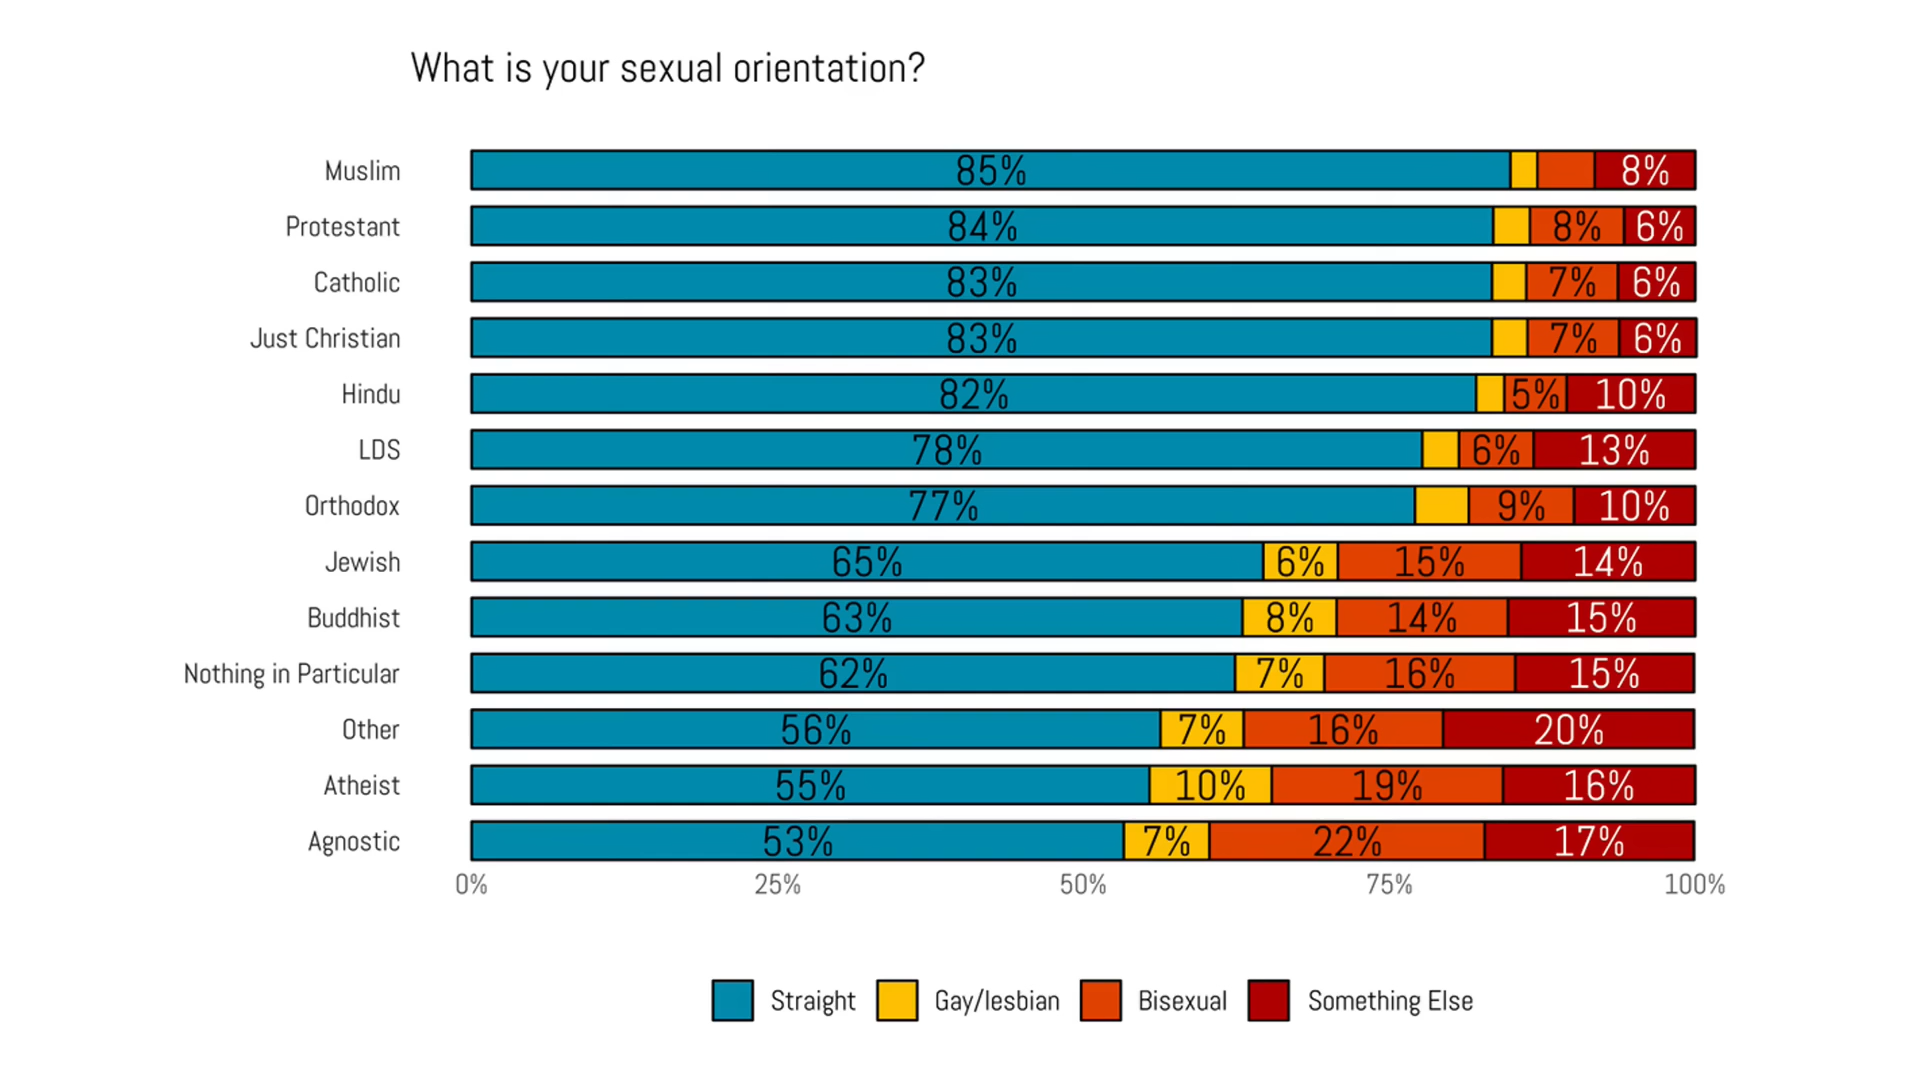 What is your sexual orientation?
Muslim 85% 8%
Protestant 84% 8% 6%
Catholic 83% 7% 6%
Just Christian 83% 7% 6%
Hindu 82% 5% 10%
LDS 78% 6% 13%
Orthodox 77% 9% 10%
Jewish 65% 6% 15% 14%
Buddhist 63% 8% 14% 15%
Nothing in Particular 62% 7% 16% 15%
Other 56% 7% 16% 20%
Atheist 55% 10% 19% 16%
Agnostic 53% 7% 22% 17%
0% 25% 50% 75% 100%
Straight Gay/lesbian Bisexual Something Else